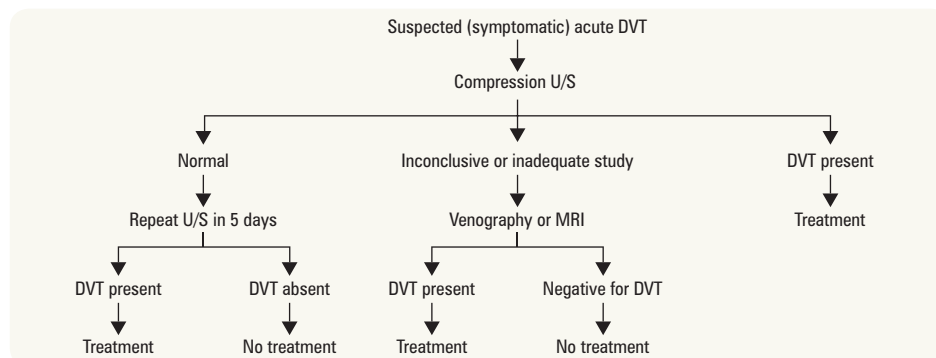 Suspected (symptomatic) acute DVT
Compression U/S
Normal
Inconclusive or inadequate study
DVT present
Repeat U/S in 5 days
Venography or MRI
Treatment
DVT present
DVT absent
DVT present
Negative for DVT
Treatment
No treatment
Treatment
No treatment